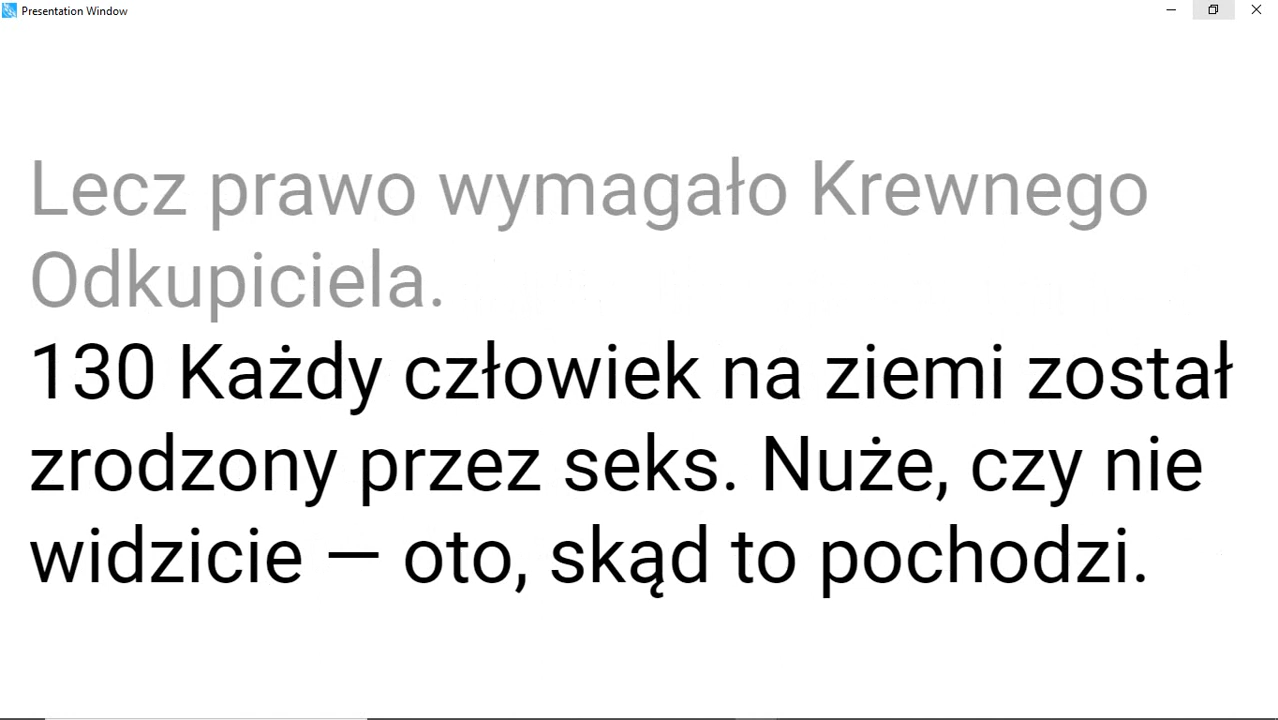 Presentation Window
Lecz prawo wymagało Krewnego
Odkupiciela.
130 Każdy człowiek na ziemi został
zrodzony przez seks. Nuże, czy nie
widzicie — oto, skąd to pochodzi.